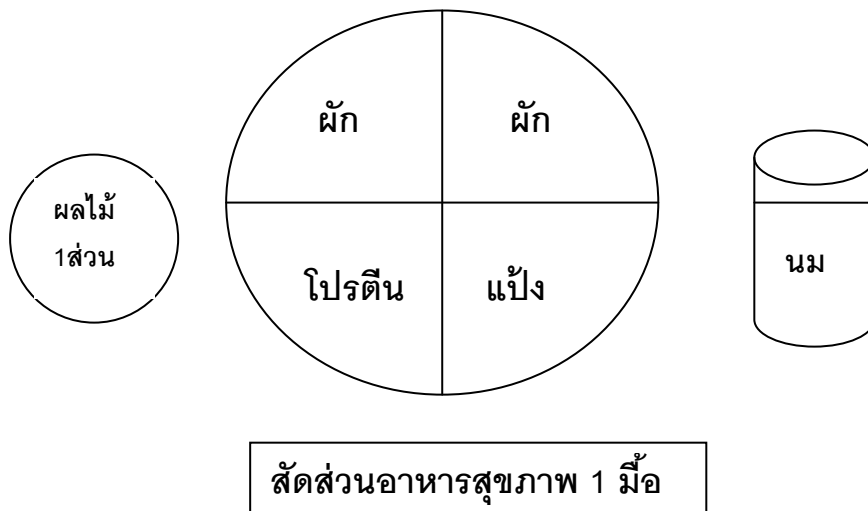 ผัก
ผัก
ผลไม้
1ส่วน
โปรตีน
แป้ง
นม
สัดส่วนอาหารสุขภาพ 1 มื้อ